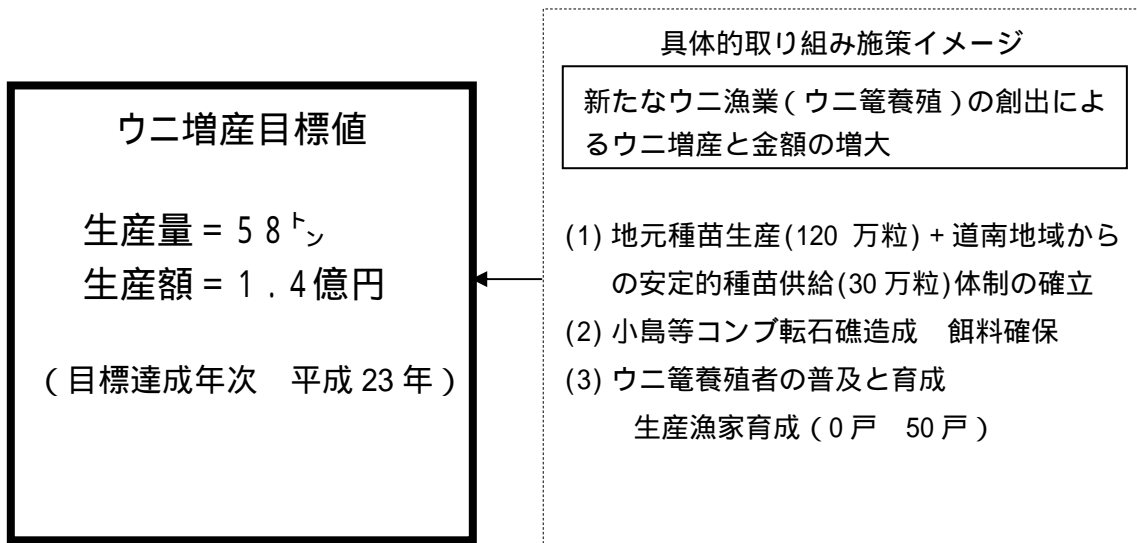 具体的取り組み施策イメージ
新たなウニ漁業(ウニ篭養殖)の創出によ
るウニ増産と金額の増大
ウニ増産目標値
生産量=58㌧
生産額=1.4億円
(目標達成年次 平成23年)
(1) 地元種苗生産(120 万粒)+道南地域から
の安定的種苗供給(30万粒)体制の確立
(2) 小島等コンブ転石礁造成 餌料確保
(3) ウニ篭養殖者の普及と育成
生産漁家育成(0戸 50戸)